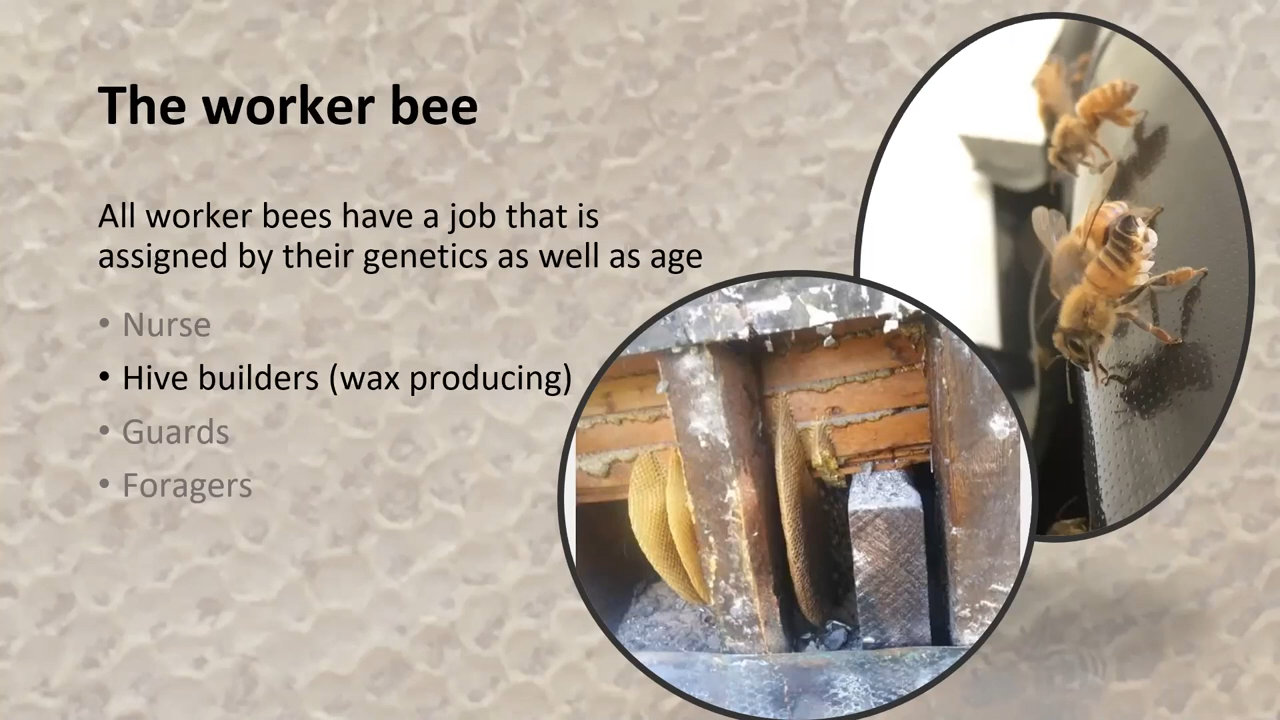 The worker bee
All worker bees have a job that is
assigned by their genetics as well as age
• Nurse
• Hive builders (wax producing)
• Guards
• Foragers